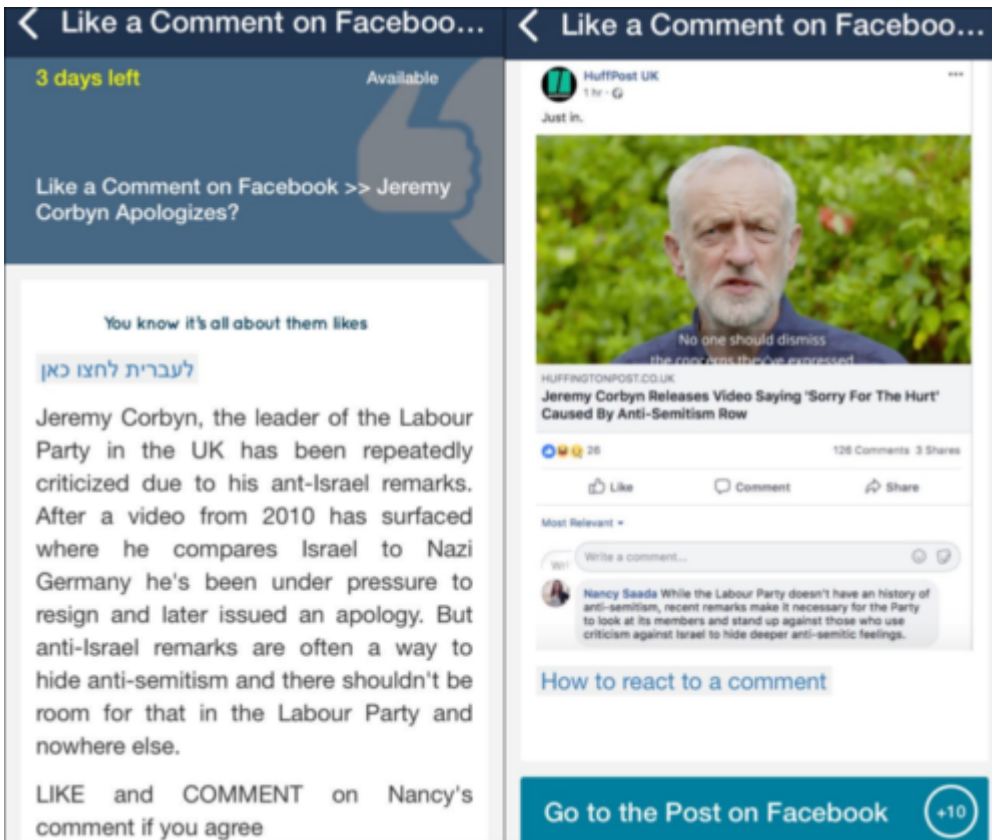 Like a Comment on Faceboo...
3 days left
Available
Like a Comment on Facebook >> Jeremy
Corbyn Apologizes?
You know it's all about them likes
לעברית לחצו כאן
Jeremy Corbyn, the leader of the Labour
Party in the UK has been repeatedly
criticized due to his ant-Israel remarks.
After a video from 2010 has surfaced
where he compares Israel to Nazi
Germany he's been under pressure to
resign and later issued an apology. But
anti-Israel remarks are often a way to
hide anti-semitism and there shouldn't be
room for that in the Labour Party and
nowhere else.
LIKE and COMMENT on Nancy's
comment if you agree
Like a Comment on Faceboo...
HuffPost UK
1 hr
Just in.
No one should dismiss
the concerns they've expressed
HUFFINGTONPOST.CO.UK
Jeremy Corbyn Releases Video Saying 'Sorry For The Hurt'
Caused By Anti-Semitism Row
26
126 Comments 3 Shares
Like
Comment
Share
Most Relevant
Write a comment...
Nancy Saada While the Labour Party doesn't have an history of
anti-semitism, recent remarks make it necessary for the Party
to look at its members and stand up against those who use
criticism against Israel to hide deeper anti-semitic feelings.
How to react to a comment
Go to the Post on Facebook
+10